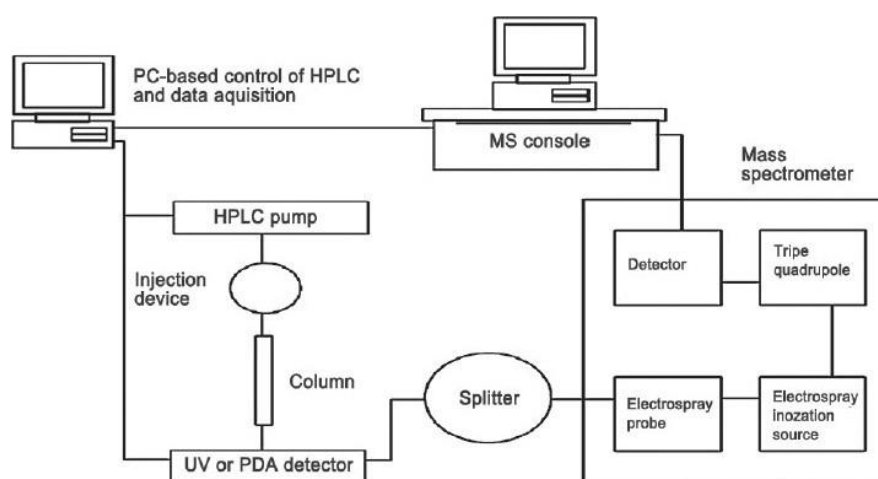 PC-based control of HPLC
and data aquisition
MS console
Mass
spectrometer
HPLC pump
Detector
Tripe
quadrupole
Injection
device
Column
Splitter
Electrospray
probe
Electrospray
inozation
source
UV or PDA detector